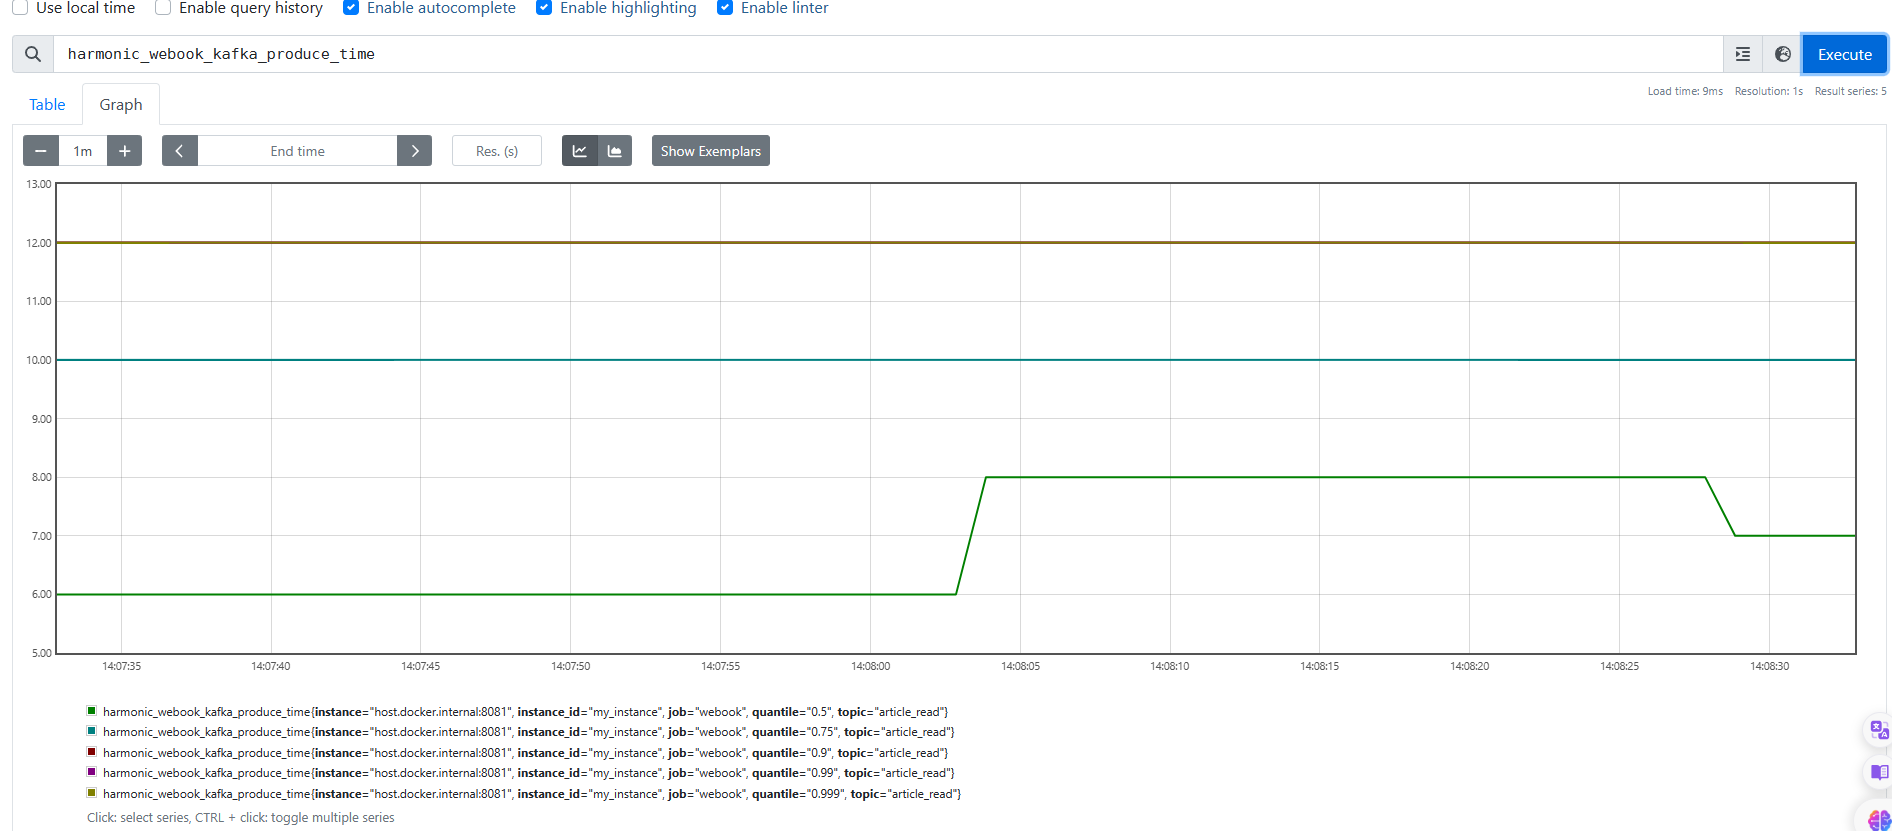 Use local time Enable query history Enable autocomplete Enable highlighting Enable linter
harmonic_webook_kafka_produce_time
Execute
Table Graph
Load time: 9ms Resolution: 1s Result series: 5
1m End time Res. (s) Show Exemplars
13.00
12.00
11.00
10.00
9.00
8.00
7.00
6.00
5.00
14:07:35 14:07:40 14:07:45 14:07:50 14:07:55 14:08:00 14:08:05 14:08:10 14:08:15 14:08:20 14:08:25 14:08:30
harmonic_webook_kafka_produce_time{instance="host.docker.internal:8081", instance_id="my_instance", job="webook", quantile="0.5", topic="article_read"}
harmonic_webook_kafka_produce_time{instance="host.docker.internal:8081", instance_id="my_instance", job="webook", quantile="0.75", topic="article_read"}
harmonic_webook_kafka_produce_time{instance="host.docker.internal:8081", instance_id="my_instance", job="webook", quantile="0.9", topic="article_read"}
harmonic_webook_kafka_produce_time{instance="host.docker.internal:8081", instance_id="my_instance", job="webook", quantile="0.99", topic="article_read"}
harmonic_webook_kafka_produce_time{instance="host.docker.internal:8081", instance_id="my_instance", job="webook", quantile="0.999", topic="article_read"}
Click: select series, CTRL + click: toggle multiple series